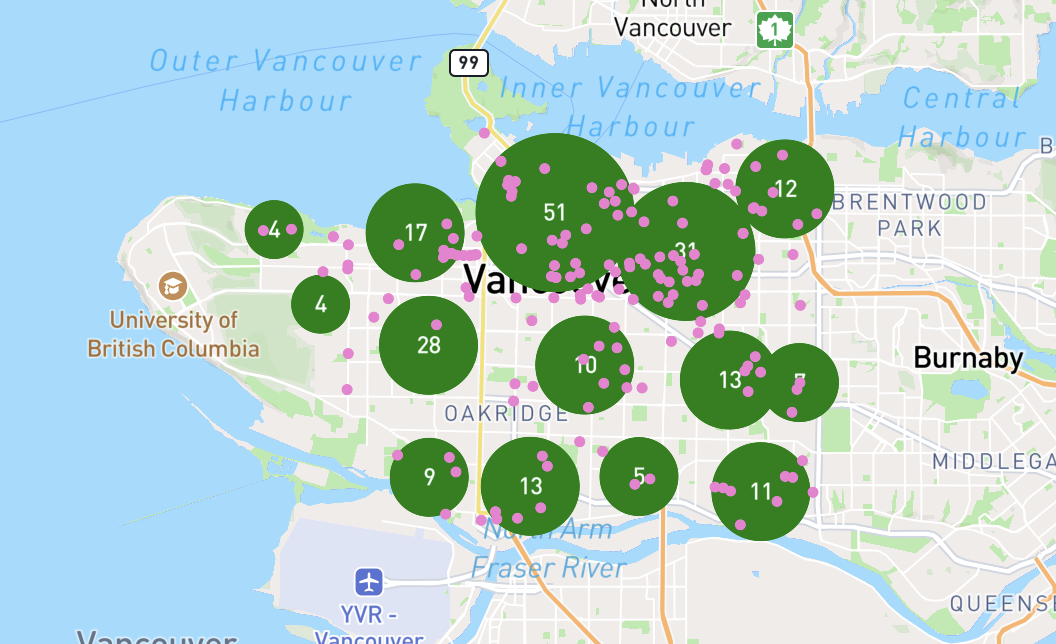 North
Vancouver
1
99
Outer Vancouver
Harbour
Inner Vancouver
Harbour
Central
Harbour
B
12
BRENTWOOD
PARK
51
4
17
31
Vancouver
4
University of
British Columbia
28
10
13
7
Burnaby
OAKRIDGE
MIDDLEGA
9
13
5
11
North Arm
Fraser River
YVR -
Vancouver
QUEENSB
Vancouver